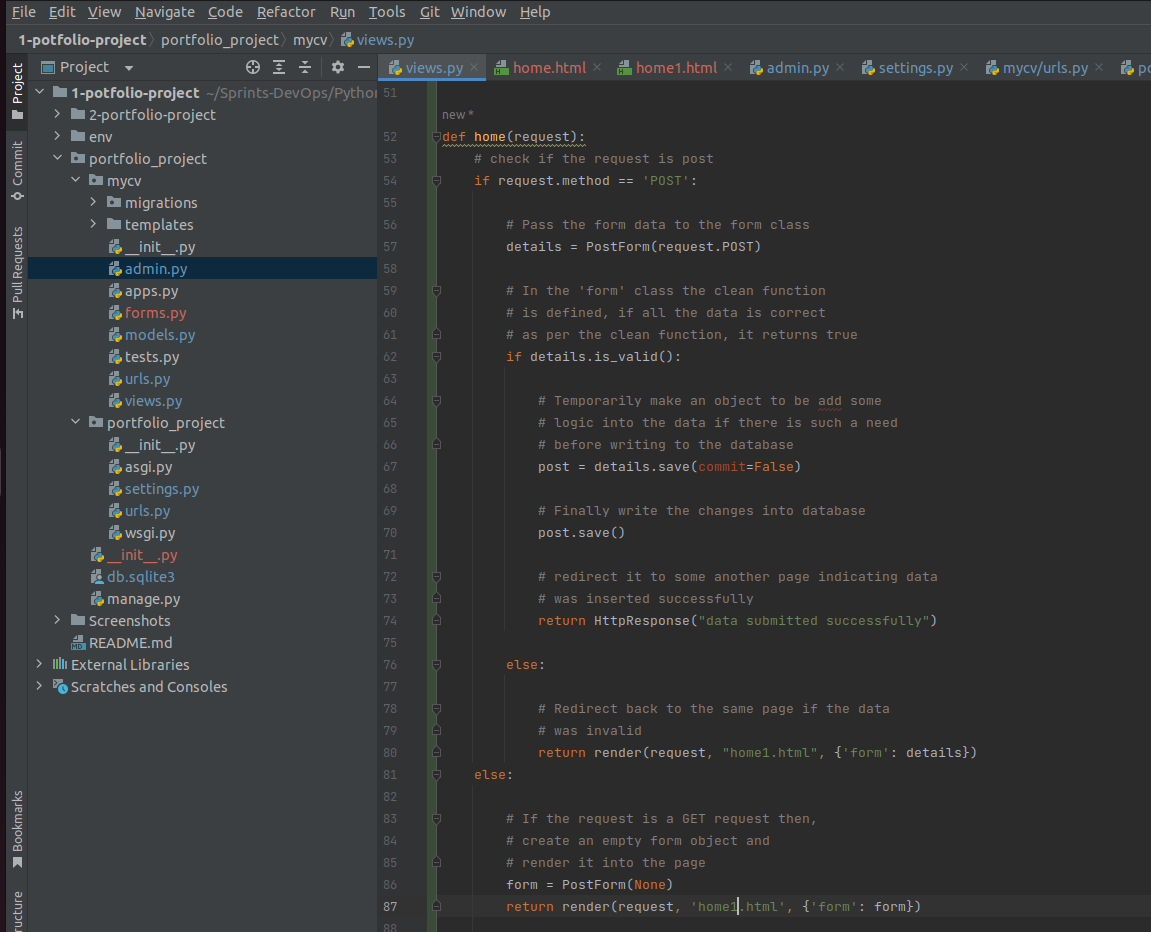 File Edit View Navigate Code Refactor Run Tools Git Window Help
1-potfolio-project portfolio_project mycv views.py
Project
Commit
Pull Requests
Bookmarks
Project
1-potfolio-project ~/Sprints-DevOps/Python
2-portfolio-project
env
portfolio_project
mycv
migrations
templates
__init__.py
admin.py
apps.py
forms.py
models.py
tests.py
urls.py
views.py
portfolio_project
__init__.py
asgi.py
settings.py
urls.py
wsgi.py
__init__.py
db.sqlite3
manage.py
Screenshots
README.md
External Libraries
Scratches and Consoles
views.py home.html home1.html admin.py settings.py mycv/urls.py
51
new *
52 def home(request):
53 # check if the request is post
54 if request.method == 'POST':
55
56 # Pass the form data to the form class
57 details = PostForm(request.POST)
58
59 # In the 'form' class the clean function
60 # is defined, if all the data is correct
61 # as per the clean function, it returns true
62 if details.is_valid():
63
64 # Temporarily make an object to be add some
65 # logic into the data if there is such a need
66 # before writing to the database
67 post = details.save(commit=False)
68
69 # Finally write the changes into database
70 post.save()
71
72 # redirect it to some another page indicating data
73 # was inserted successfully
74 return HttpResponse("data submitted successfully")
75
76 else:
77
78 # Redirect back to the same page if the data
79 # was invalid
80 return render(request, "home1.html", {'form': details})
81 else:
82
83 # If the request is a GET request then,
84 # create an empty form object and
85 # render it into the page
86 form = PostForm(None)
87 return render(request, 'home1.html', {'form': form})
88